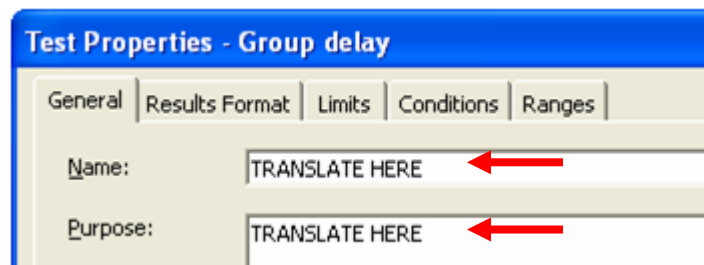 Test Properties - Group delay
General Results Format Limits Conditions Ranges
Name: TRANSLATE HERE
Purpose: TRANSLATE HERE